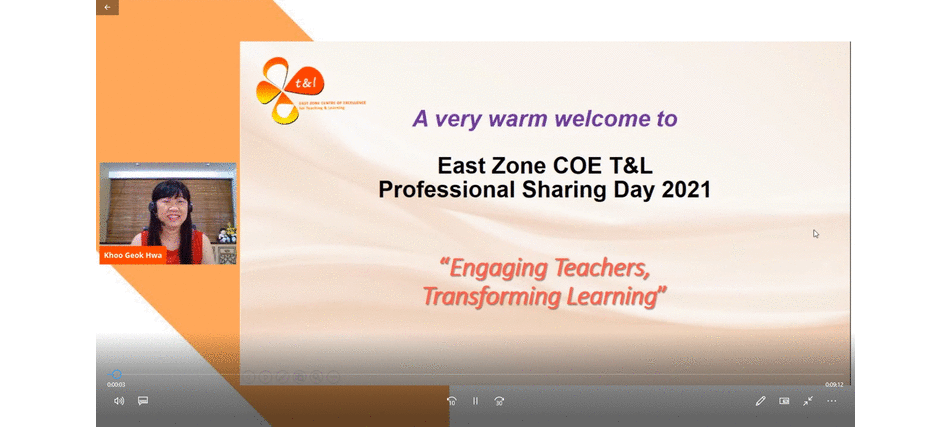 t&l
EAST ZONE CENTRE OF EXCELLENCE
for Teaching & Learning
A very warm welcome to
East Zone COE T&L
Professional Sharing Day 2021
“Engaging Teachers,
Transforming Learning”
Khoo Geok Hwa
0:00:03
0:09:12
10
30